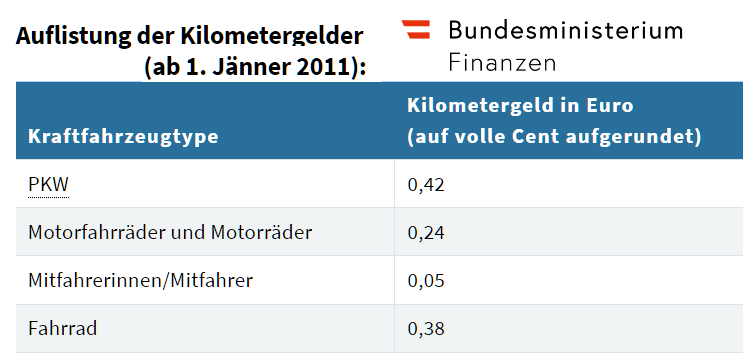 Auflistung der Kilometergelder
(ab 1. Jänner 2011):
Bundesministerium
Finanzen
Kraftfahrzeugtype
Kilometergeld in Euro
(auf volle Cent aufgerundet)
PKW 0,42
Motorfahrräder und Motorräder 0,24
Mitfahrerinnen/Mitfahrer 0,05
Fahrrad 0,38